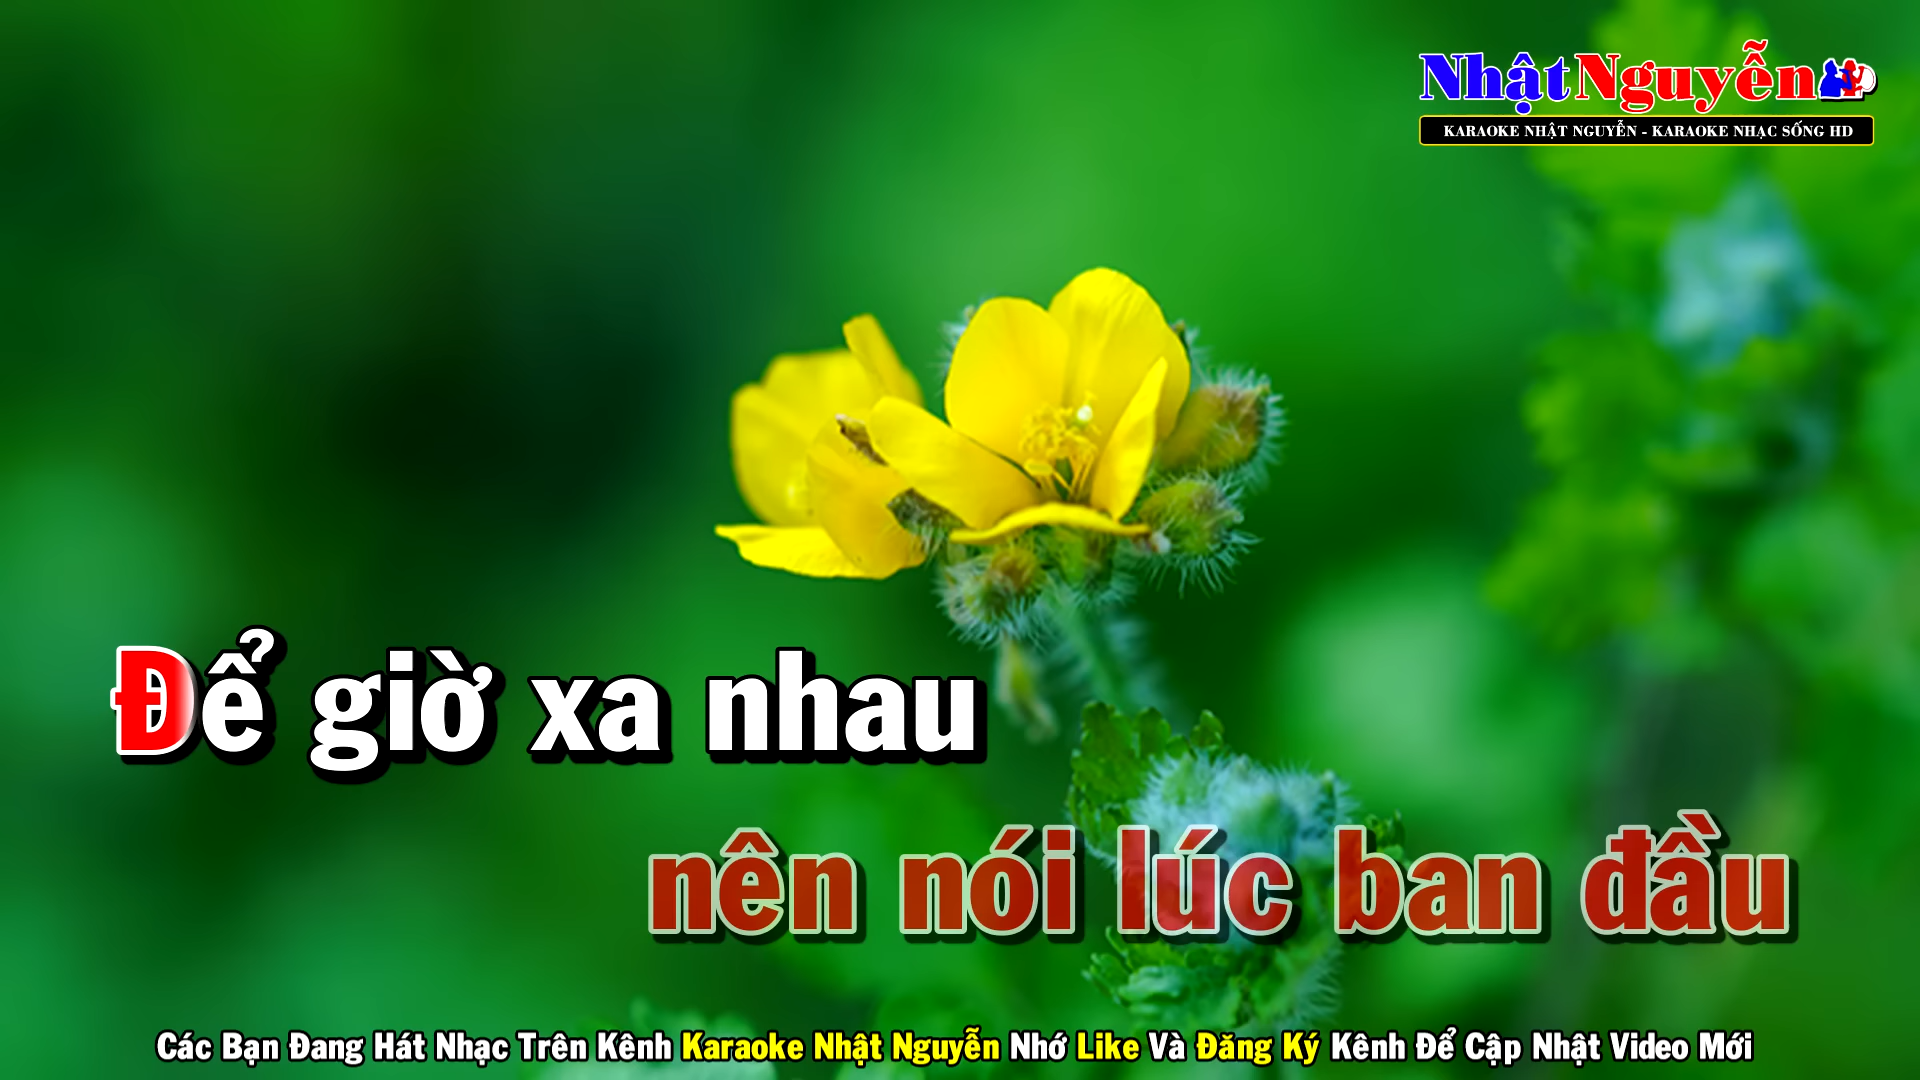 Nhật Nguyễn
KARAOKE NHẬT NGUYỄN - KARAOKE NHẠC SỐNG HD
Để giờ xa nhau
nên nói lúc ban đầu
Các Bạn Đang Hát Nhạc Trên Kênh Karaoke Nhật Nguyễn Nhớ Like Và Đăng Ký Kênh Để Cập Nhật Video Mới